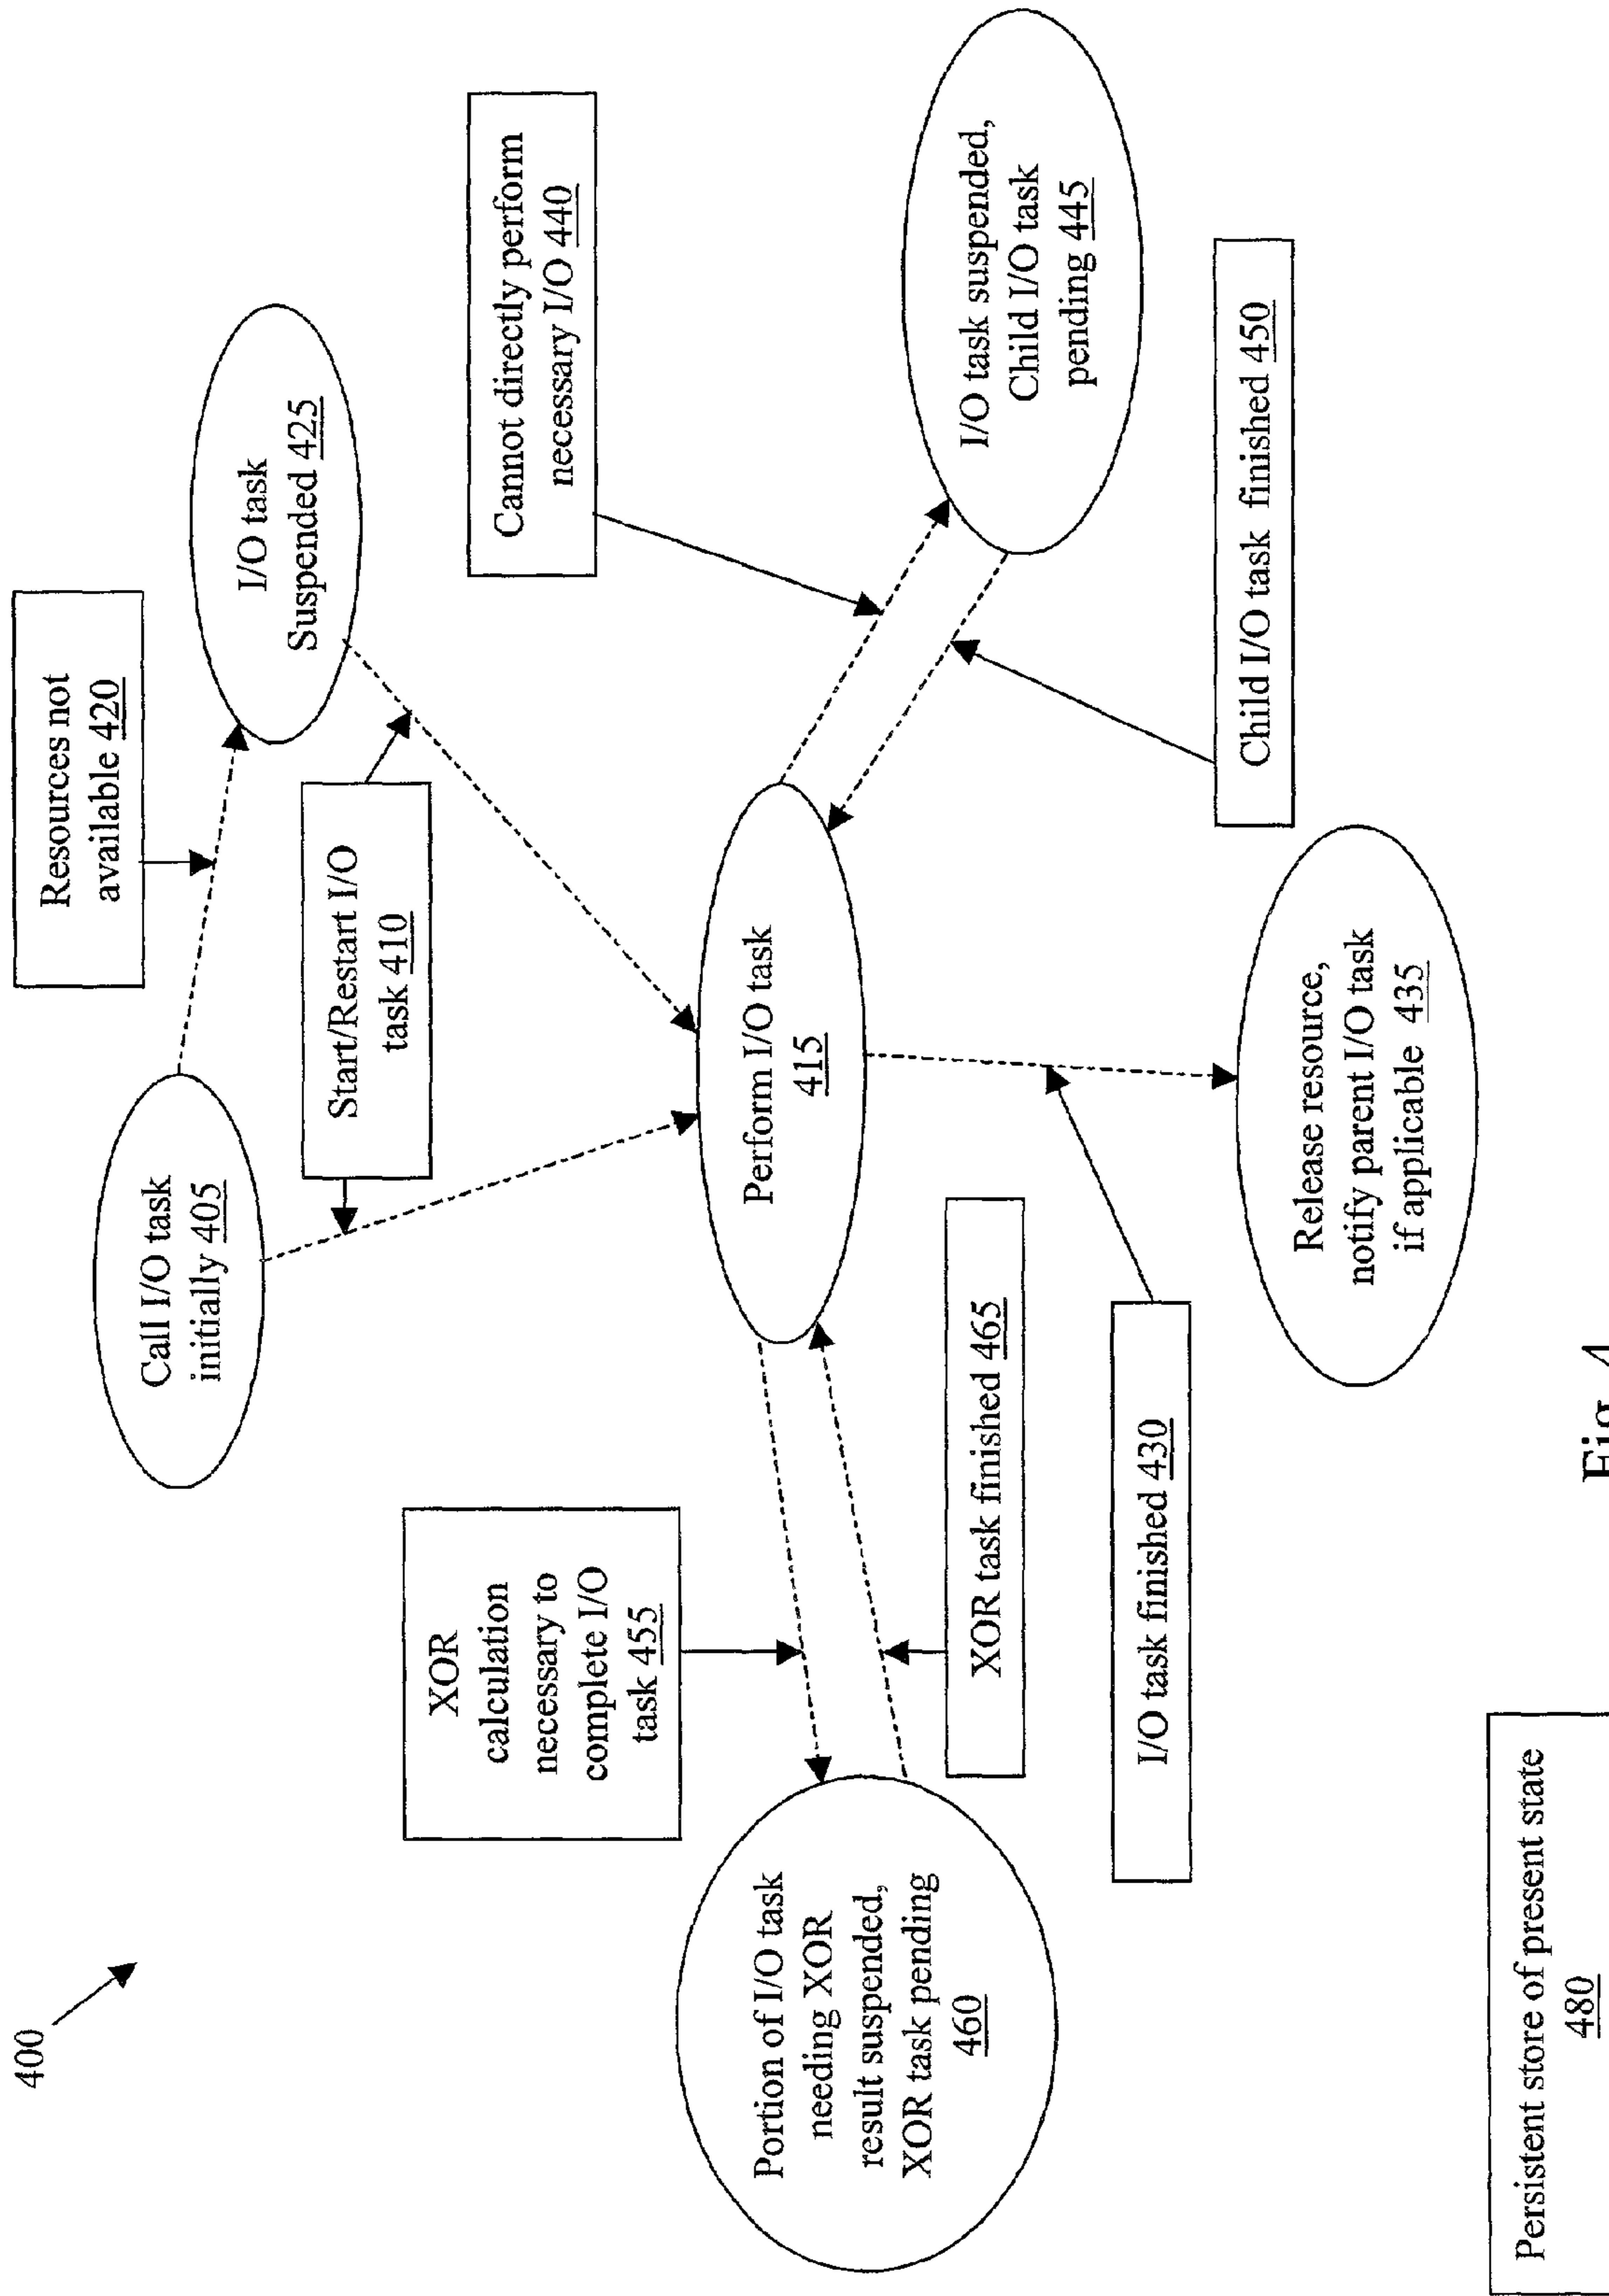 400
Call I/O task
initially 405
Resources not
available 420
I/O task
Suspended 425
Start/Restart I/O
task 410
Cannot directly perform
necessary I/O 440
XOR
calculation
necessary to
complete I/O
task 455
Perform I/O task
415
I/O task suspended,
Child I/O task
pending 445
Portion of I/O task
needing XOR
result suspended,
XOR task pending
460
XOR task finished 465
I/O task finished 430
Child I/O task finished 450
Release resource,
notify parent I/O task
if applicable 435
Persistent store of present state
480
Fig. 4